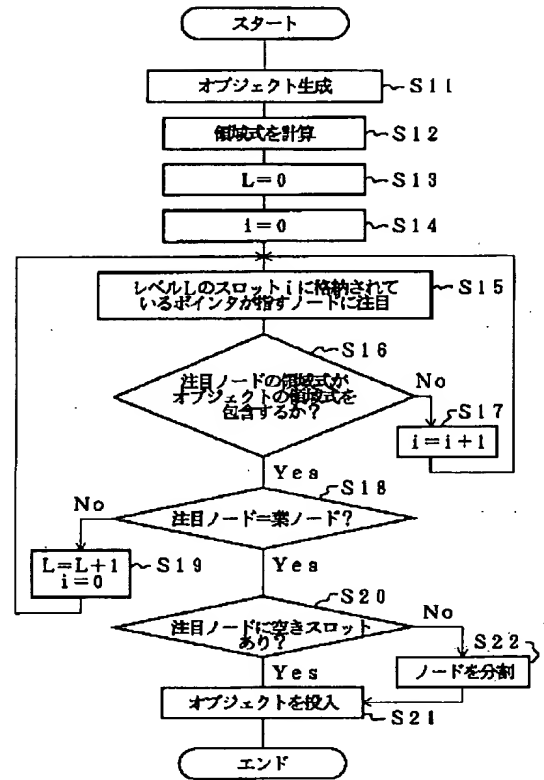 スタート
オブジェクト生成
S11
領域式を計算
S12
L=0
S13
i=0
S14
レベルLのスロットiに格納されて
いるポインタが指すノードに注目
S15
S16
注目ノードの領域式が
オブジェクトの領域式を
包含するか？
No
S17
i=i+1
Yes
S18
No
注目ノード=葉ノード？
L=L+1
i=0
S19
Yes
S20
注目ノードに空きスロット
あり？
No
S22
ノードを分割
Yes
オブジェクトを投入
S21
エンド